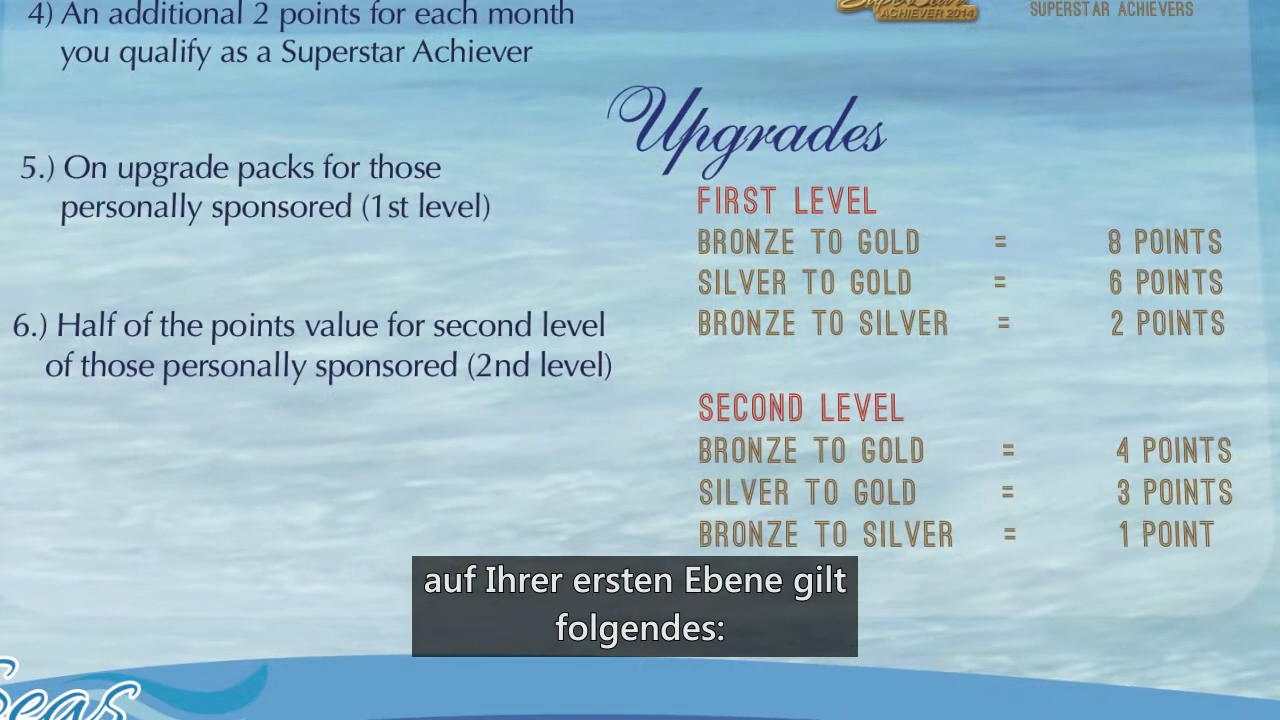 4) An additional 2 points for each month
you qualify as a Superstar Achiever
ACHIEVER 2014
SUPERSTAR ACHIEVERS
Upgrades
5.) On upgrade packs for those
personally sponsored (1st level)
FIRST LEVEL
BRONZE TO GOLD = 8 POINTS
SILVER TO GOLD = 6 POINTS
BRONZE TO SILVER = 2 POINTS
6.) Half of the points value for second level
of those personally sponsored (2nd level)
SECOND LEVEL
BRONZE TO GOLD = 4 POINTS
SILVER TO GOLD = 3 POINTS
BRONZE TO SILVER = 1 POINT
auf Ihrer ersten Ebene gilt
folgendes:
Seas